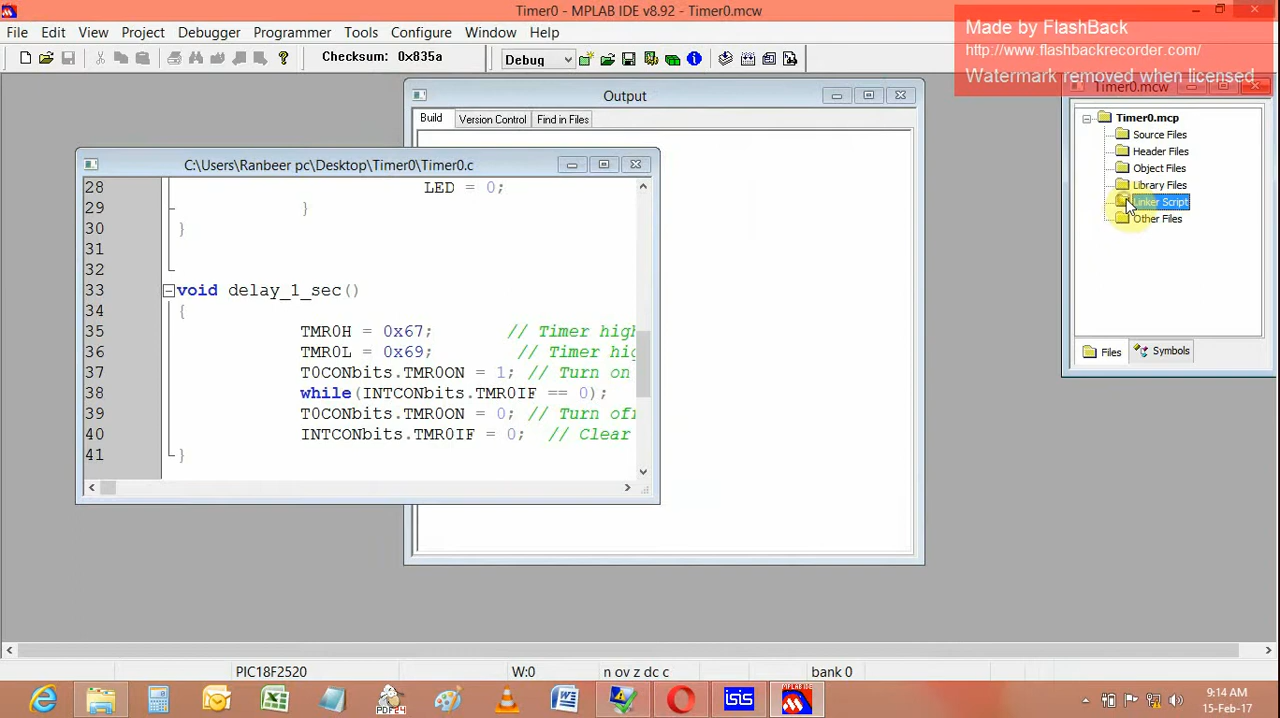 Timer0 - MPLAB IDE v8.92 - Timer0.mcw
File Edit View Project Debugger Programmer Tools Configure Window Help
Checksum: 0x835a
Debug
Made by FlashBack
http://www.flashbackrecorder.com/
Watermark removed when licensed
Output
Build Version Control Find in Files
C:\Users\Ranbeer pc\Desktop\Timer0\Timer0.c
28 LED = 0;
29 }
30 }
31
32
33 void delay_1_sec()
34 {
35 TMR0H = 0x67; // Timer high
36 TMR0L = 0x69; // Timer hig
37 T0CONbits.TMR0ON = 1; // Turn on
38 while(INTCONbits.TMR0IF == 0);
39 T0CONbits.TMR0ON = 0; // Turn off
40 INTCONbits.TMR0IF = 0; // Clear
41 }
Timer0.mcw
Timer0.mcp
Source Files
Header Files
Object Files
Library Files
Linker Script
Other Files
Files Symbols
PIC18F2520 W:0 n ov z dc c bank 0
isis
9:14 AM
15-Feb-17